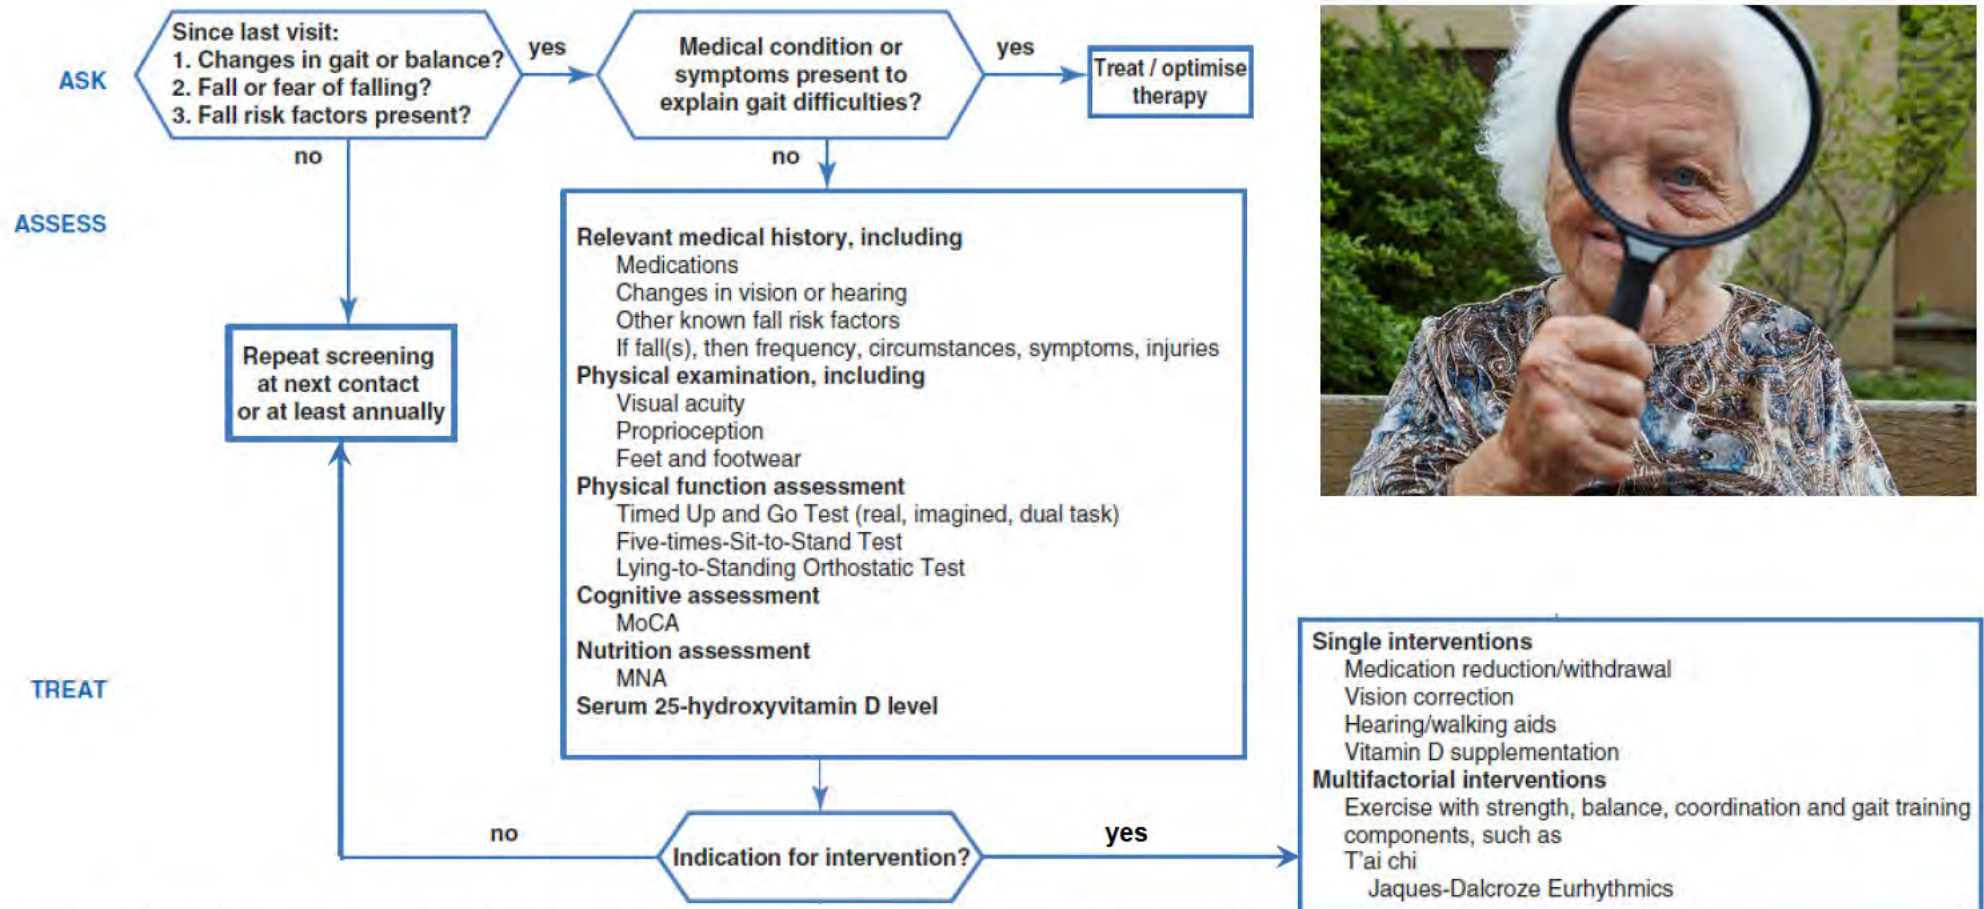 ASK
Since last visit:
1. Changes in gait or balance?
2. Fall or fear of falling?
3. Fall risk factors present?
yes
Medical condition or
symptoms present to
explain gait difficulties?
yes
Treat / optimise
therapy
no
no
ASSESS
Repeat screening
at next contact
or at least annually
Relevant medical history, including
Medications
Changes in vision or hearing
Other known fall risk factors
If fall(s), then frequency, circumstances, symptoms, injuries
Physical examination, including
Visual acuity
Proprioception
Feet and footwear
Physical function assessment
Timed Up and Go Test (real, imagined, dual task)
Five-times-Sit-to-Stand Test
Lying-to-Standing Orthostatic Test
Cognitive assessment
MoCA
Nutrition assessment
MNA
Serum 25-hydroxyvitamin D level
TREAT
no
Indication for intervention?
yes
Single interventions
Medication reduction/withdrawal
Vision correction
Hearing/walking aids
Vitamin D supplementation
Multifactorial interventions
Exercise with strength, balance, coordination and gait training
components, such as
T'ai chi
Jaques-Dalcroze Eurhythmics